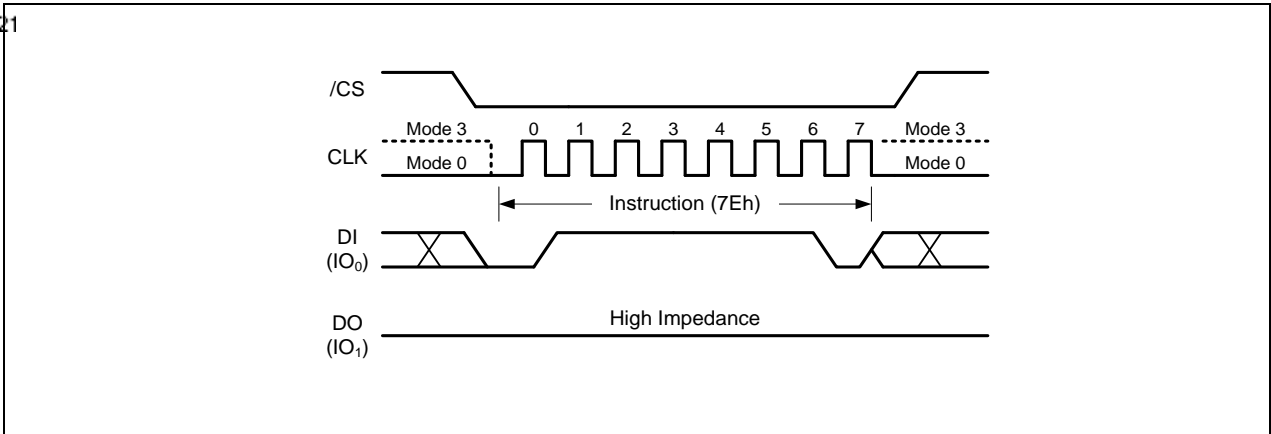 21
/CS
Mode 3 0 1 2 3 4 5 6 7 Mode 3
CLK
Mode 0 Mode 0
Instruction (7Eh)
DI
(IO₀)
High Impedance
DO
(IO₁)